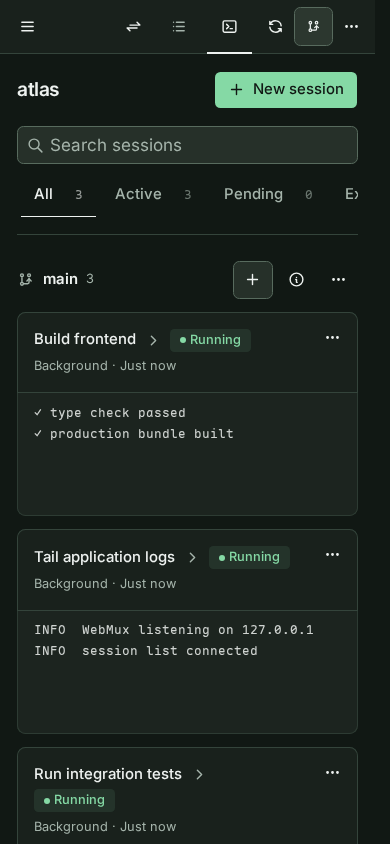 atlas
New session
Search sessions
All 3 Active 3 Pending 0 Ex
main 3
Build frontend Running
Background · Just now
✓ type check passed
✓ production bundle built
Tail application logs Running
Background · Just now
INFO WebMux listening on 127.0.0.1
INFO session list connected
Run integration tests
Running
Background · Just now